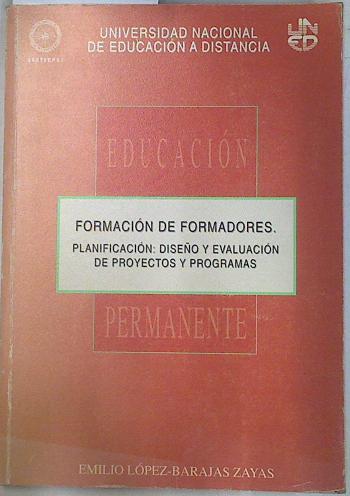 UNIVERSIDAD NACIONAL
DE EDUCACIÓN A DISTANCIA
UNED
EDUCACIÓN
FORMACIÓN DE FORMADORES.
PLANIFICACIÓN: DISEÑO Y EVALUACIÓN
DE PROYECTOS Y PROGRAMAS
PERMANENTE
EMILIO LÓPEZ-BARAJAS ZAYAS